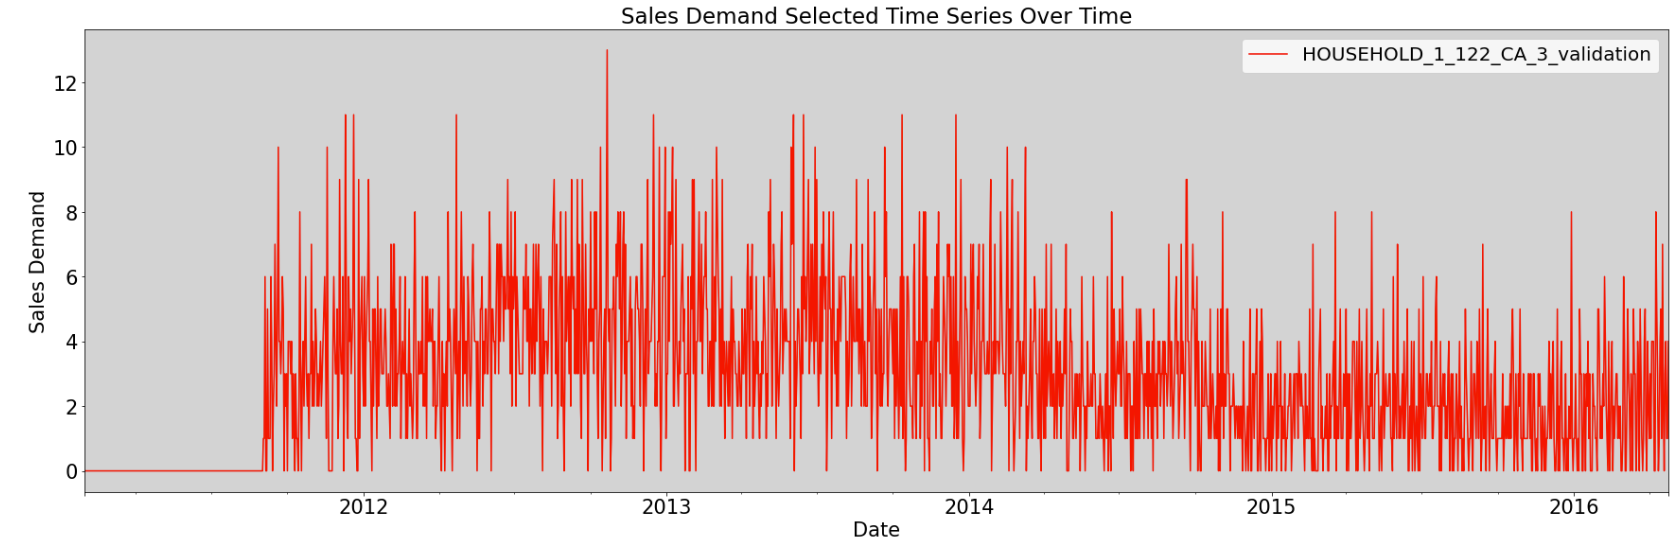 Sales Demand Selected Time Series Over Time
HOUSEHOLD_1_122_CA_3_validation
12
10
8
6
4
2
0
Sales Demand
2012 2013 2014 2015 2016
Date